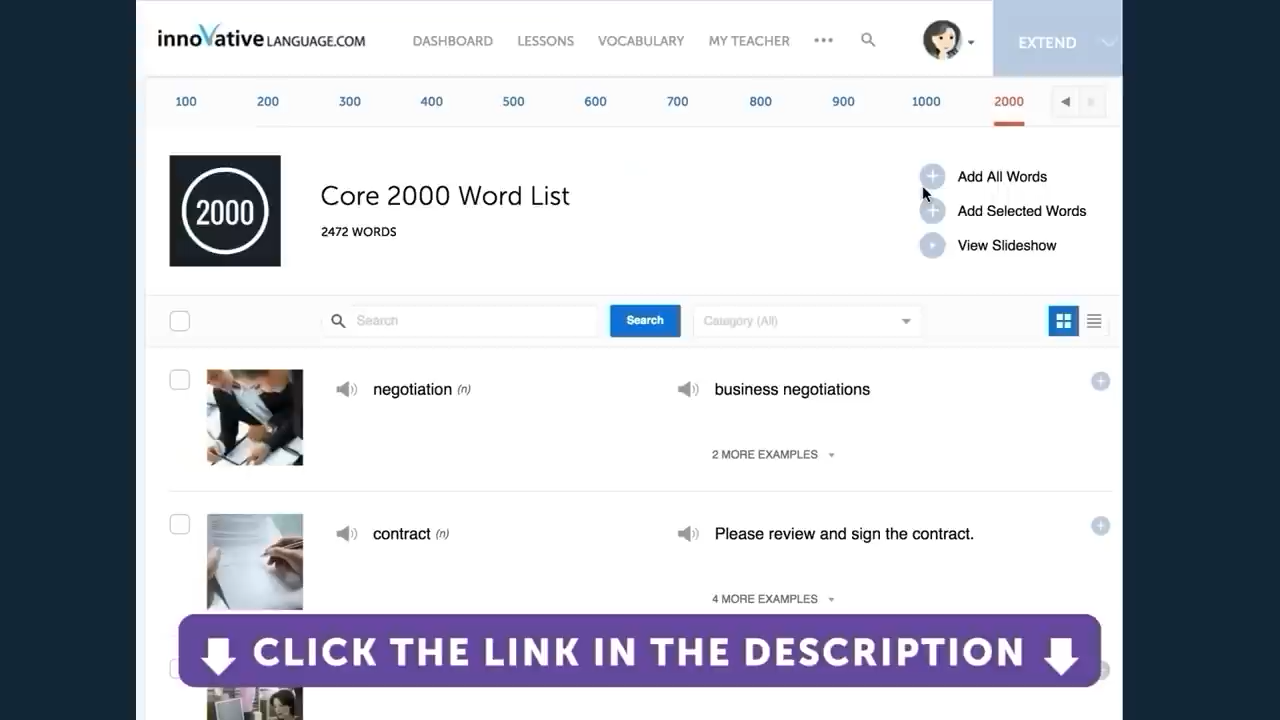 innoVative LANGUAGE.COM DASHBOARD LESSONS VOCABULARY MY TEACHER ••• EXTEND
100 200 300 400 500 600 700 800 900 1000 2000
2000
Core 2000 Word List
2472 WORDS
Add All Words
Add Selected Words
View Slideshow
Search Search Category (All)
negotiation (n) business negotiations
2 MORE EXAMPLES
contract (n) Please review and sign the contract.
4 MORE EXAMPLES
CLICK THE LINK IN THE DESCRIPTION